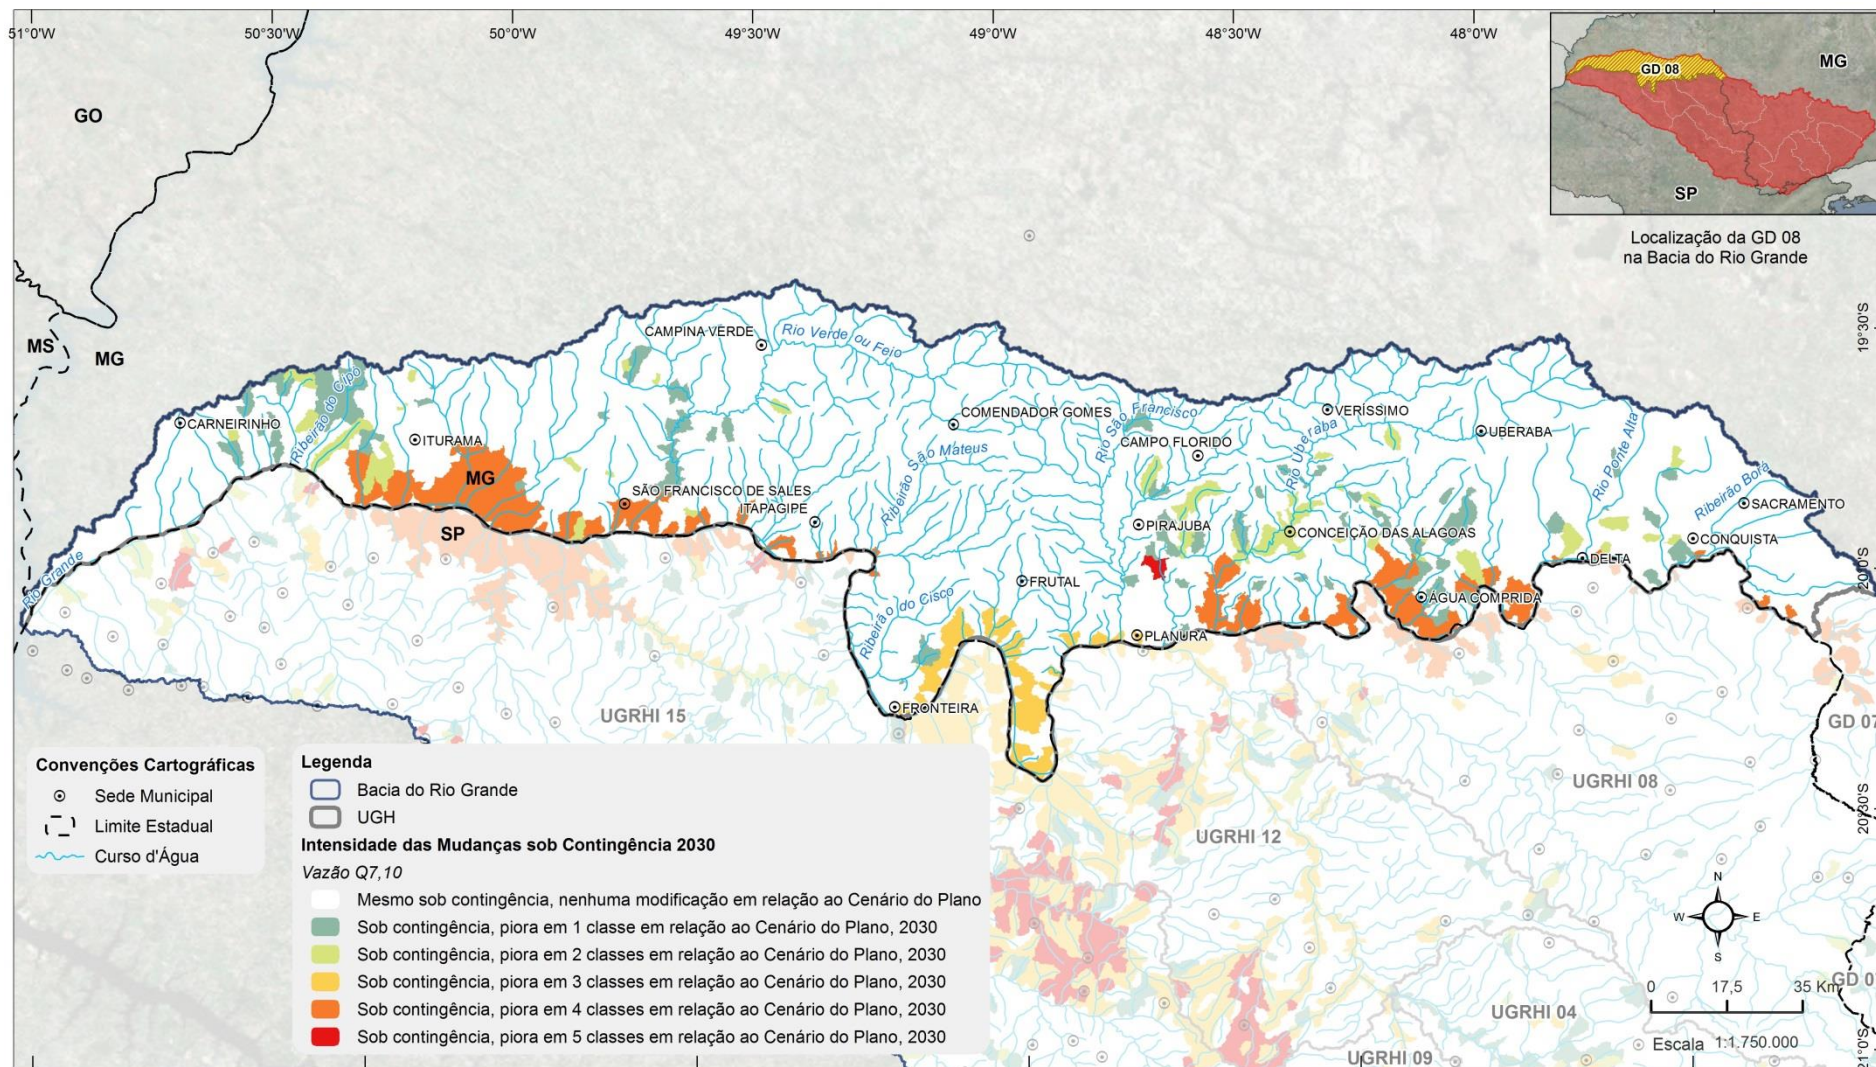 51°0'W
50°30'W
50°0'W
49°30'W
49°0'W
48°30'W
48°0'W
GO
MS
MG
GD 08
MG
SP
Localização da GD 08
na Bacia do Rio Grande
19°30'S
20°0'S
20°30'S
21°0'S
CAMPINA VERDE
Rio Verde ou Feio
CARNEIRINHO
Ribeirão do Cipó
ITURAMA
COMENDADOR GOMES
Ribeirão São Mateus
Rio São Francisco
CAMPO FLORIDO
VERÍSSIMO
Rio Uberaba
UBERABA
Rio Ponte Alta
Ribeirão Borá
SACRAMENTO
MG
SÃO FRANCISCO DE SALES
ITAPAGIPE
PIRAJUBA
CONCEIÇÃO DAS ALAGOAS
CONQUISTA
SP
DELTA
Rio Grande
FRUTAL
Ribeirão do Cisco
ÁGUA COMPRIDA
PLANURA
FRONTEIRA
UGRHI 15
GD 07
UGRHI 08
UGRHI 12
UGRHI 04
GD 0
UGRHI 09
Convenções Cartográficas
Sede Municipal
Limite Estadual
Curso d'Água
Legenda
Bacia do Rio Grande
UGH
Intensidade das Mudanças sob Contingência 2030
Vazão Q7,10
Mesmo sob contingência, nenhuma modificação em relação ao Cenário do Plano
Sob contingência, piora em 1 classe em relação ao Cenário do Plano, 2030
Sob contingência, piora em 2 classes em relação ao Cenário do Plano, 2030
Sob contingência, piora em 3 classes em relação ao Cenário do Plano, 2030
Sob contingência, piora em 4 classes em relação ao Cenário do Plano, 2030
Sob contingência, piora em 5 classes em relação ao Cenário do Plano, 2030
N
W E
S
0 17,5 35 Km
Escala 1:1.750.000